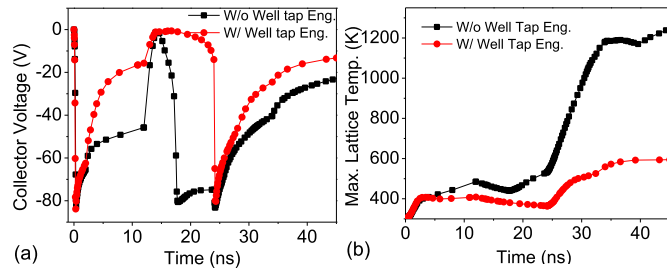 W/o Well tap Eng.
W/ Well tap Eng.
0
-20
-40
-60
-80
Collector Voltage (V)
0
10
20
30
40
Time (ns)
(a)
W/o Well Tap Eng.
W/ Well Tap Eng.
1200
1000
800
600
400
Max. Lattice Temp. (K)
0
10
20
30
40
Time (ns)
(b)